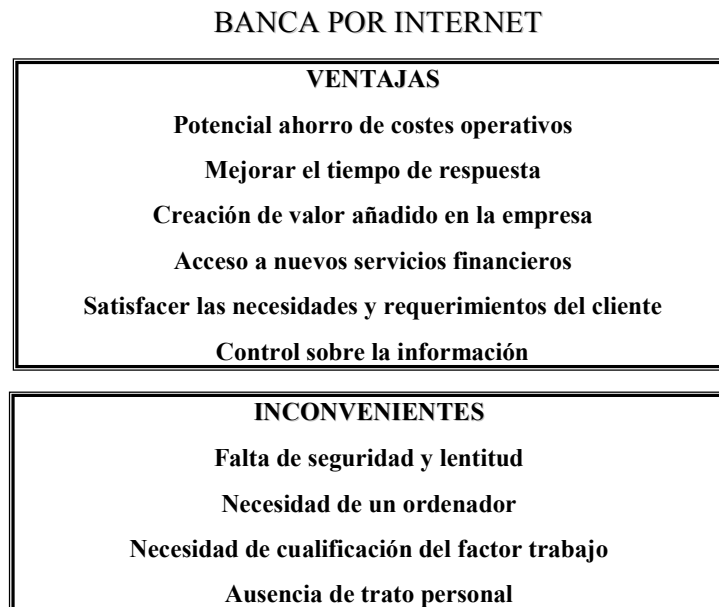 BANCA POR INTERNET
VENTAJAS
Potencial ahorro de costes operativos
Mejorar el tiempo de respuesta
Creación de valor añadido en la empresa
Acceso a nuevos servicios financieros
Satisfacer las necesidades y requerimientos del cliente
Control sobre la información
INCONVENIENTES
Falta de seguridad y lentitud
Necesidad de un ordenador
Necesidad de cualificación del factor trabajo
Ausencia de trato personal